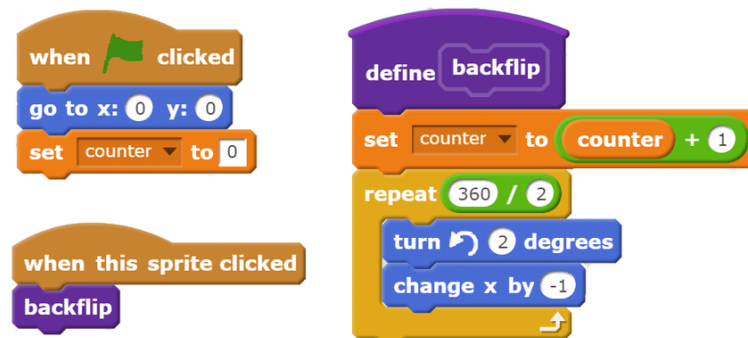 when clicked
go to x: 0 y: 0
set counter to 0
when this sprite clicked
backflip
define backflip
set counter to counter + 1
repeat 360 / 2
turn 2 degrees
change x by -1